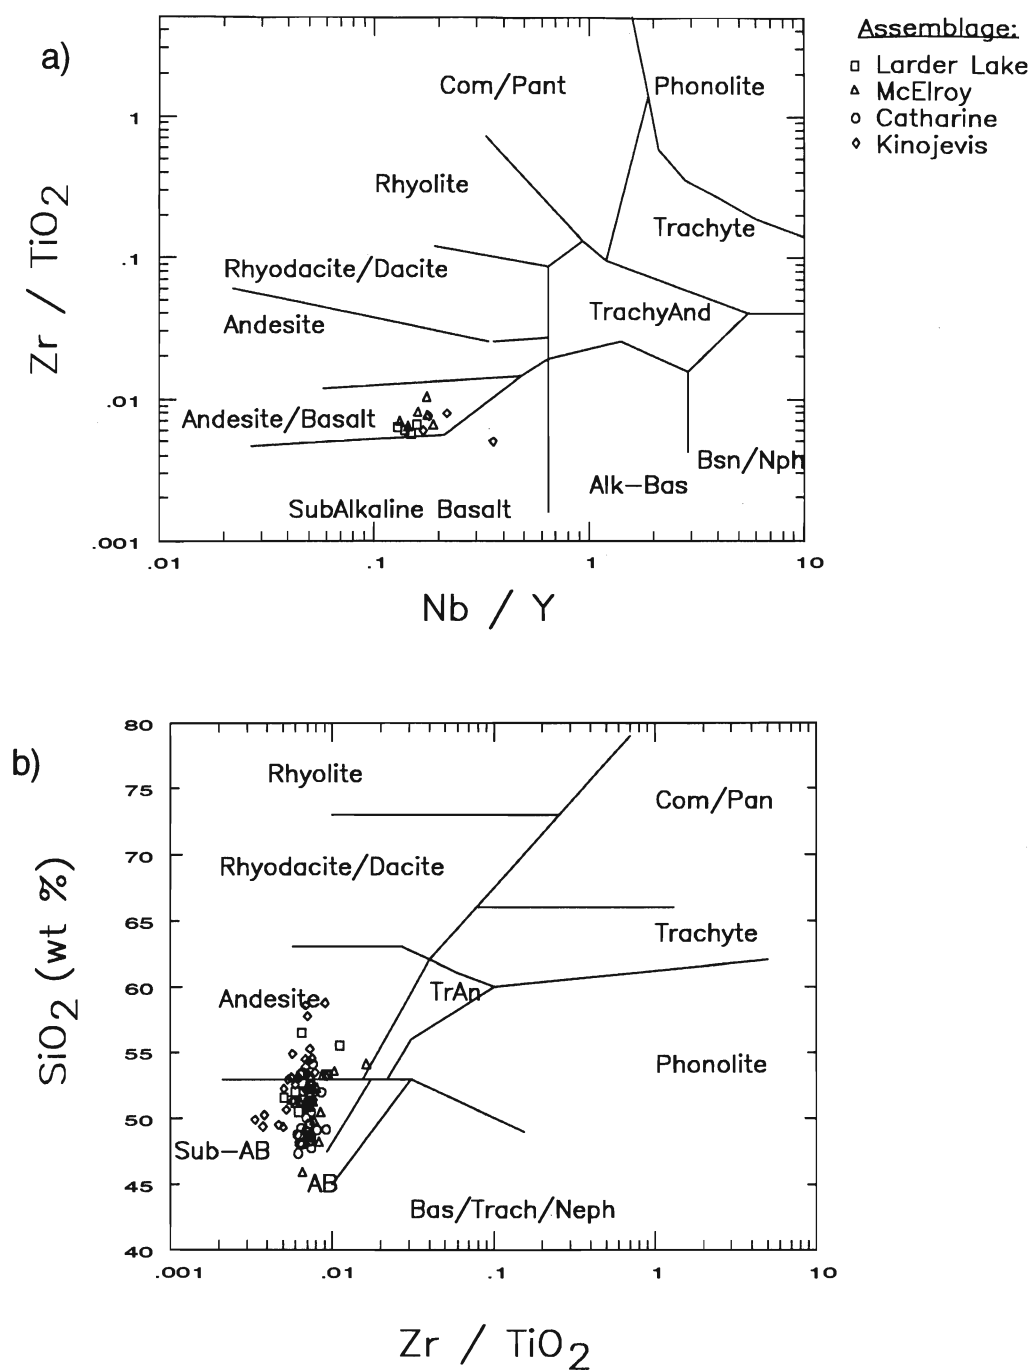 a)
Assemblage:
Larder Lake
McElroy
Catharine
Kinojevis
Com/Pant
Phonolite
Rhyolite
Trachyte
Rhyodacite/Dacite
TrachyAnd
Andesite
Andesite/Basalt
Bsn/Nph
Alk-Bas
SubAlkaline Basalt
1
.1
.01
.001
Zr / TiO2
.01 .1 1 10
Nb / Y
b)
80
75
70
65
60
55
50
45
40
SiO2 (wt %)
Rhyolite
Com/Pan
Rhyodacite/Dacite
Trachyte
Andesite
TrAn
Phonolite
Sub-AB
AB
Bas/Trach/Neph
.001 .01 .1 1 10
Zr / TiO2